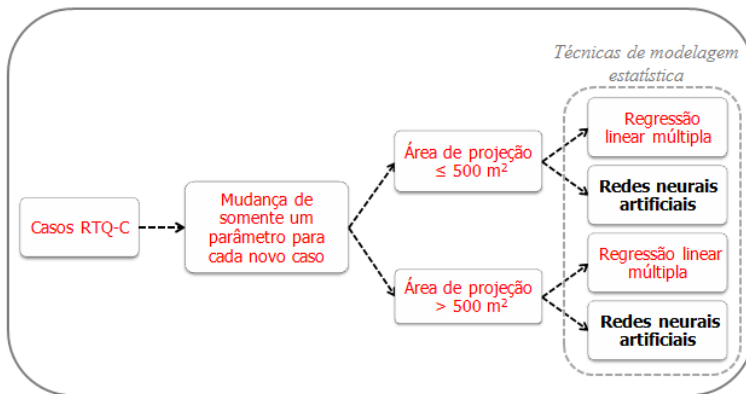 Técnicas de modelagem
estatística
Casos RTQ-C
Mudança de
somente um
parâmetro para
cada novo caso
Área de projeção
≤ 500 m²
Regressão
linear múltipla
Redes neurais
artificiais
Área de projeção
> 500 m²
Regressão linear
múltipla
Redes neurais
artificiais